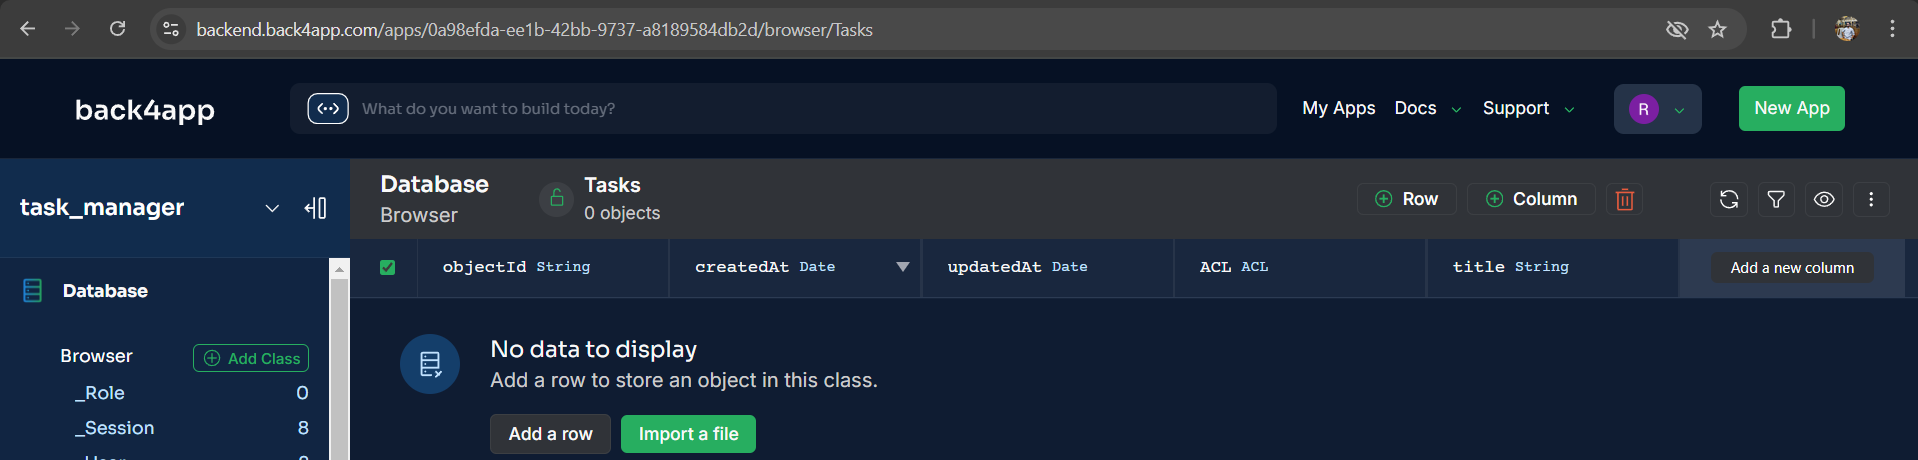 backend.back4app.com/apps/0a98efda-ee1b-42bb-9737-a8189584db2d/browser/Tasks
back4app
What do you want to build today?
My Apps Docs Support R New App
task_manager
Database
Browser
Tasks
0 objects
Row Column
objectId String createdAt Date updatedAt Date ACL ACL title String Add a new column
Database
Browser Add Class
_Role 0
_Session 8
No data to display
Add a row to store an object in this class.
Add a row Import a file